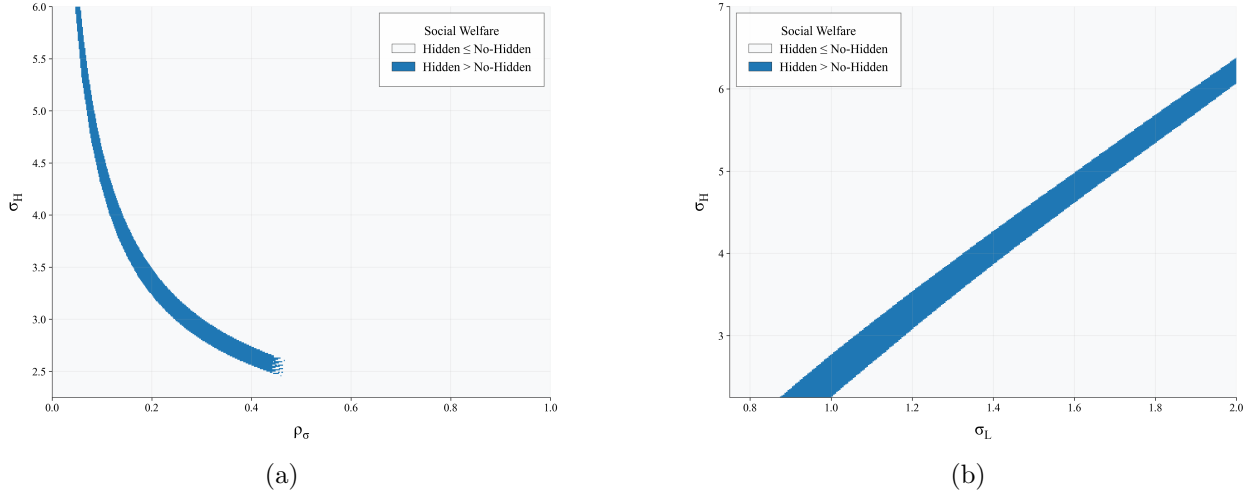 6.0
5.5
5.0
4.5
4.0
3.5
3.0
2.5
0.0 0.2 0.4 0.6 0.8 1.0
σH
ρσ
Social Welfare
Hidden ≤ No-Hidden
Hidden > No-Hidden
(a)
7
6
5
4
3
0.8 1.0 1.2 1.4 1.6 1.8 2.0
σH
σL
Social Welfare
Hidden ≤ No-Hidden
Hidden > No-Hidden
(b)